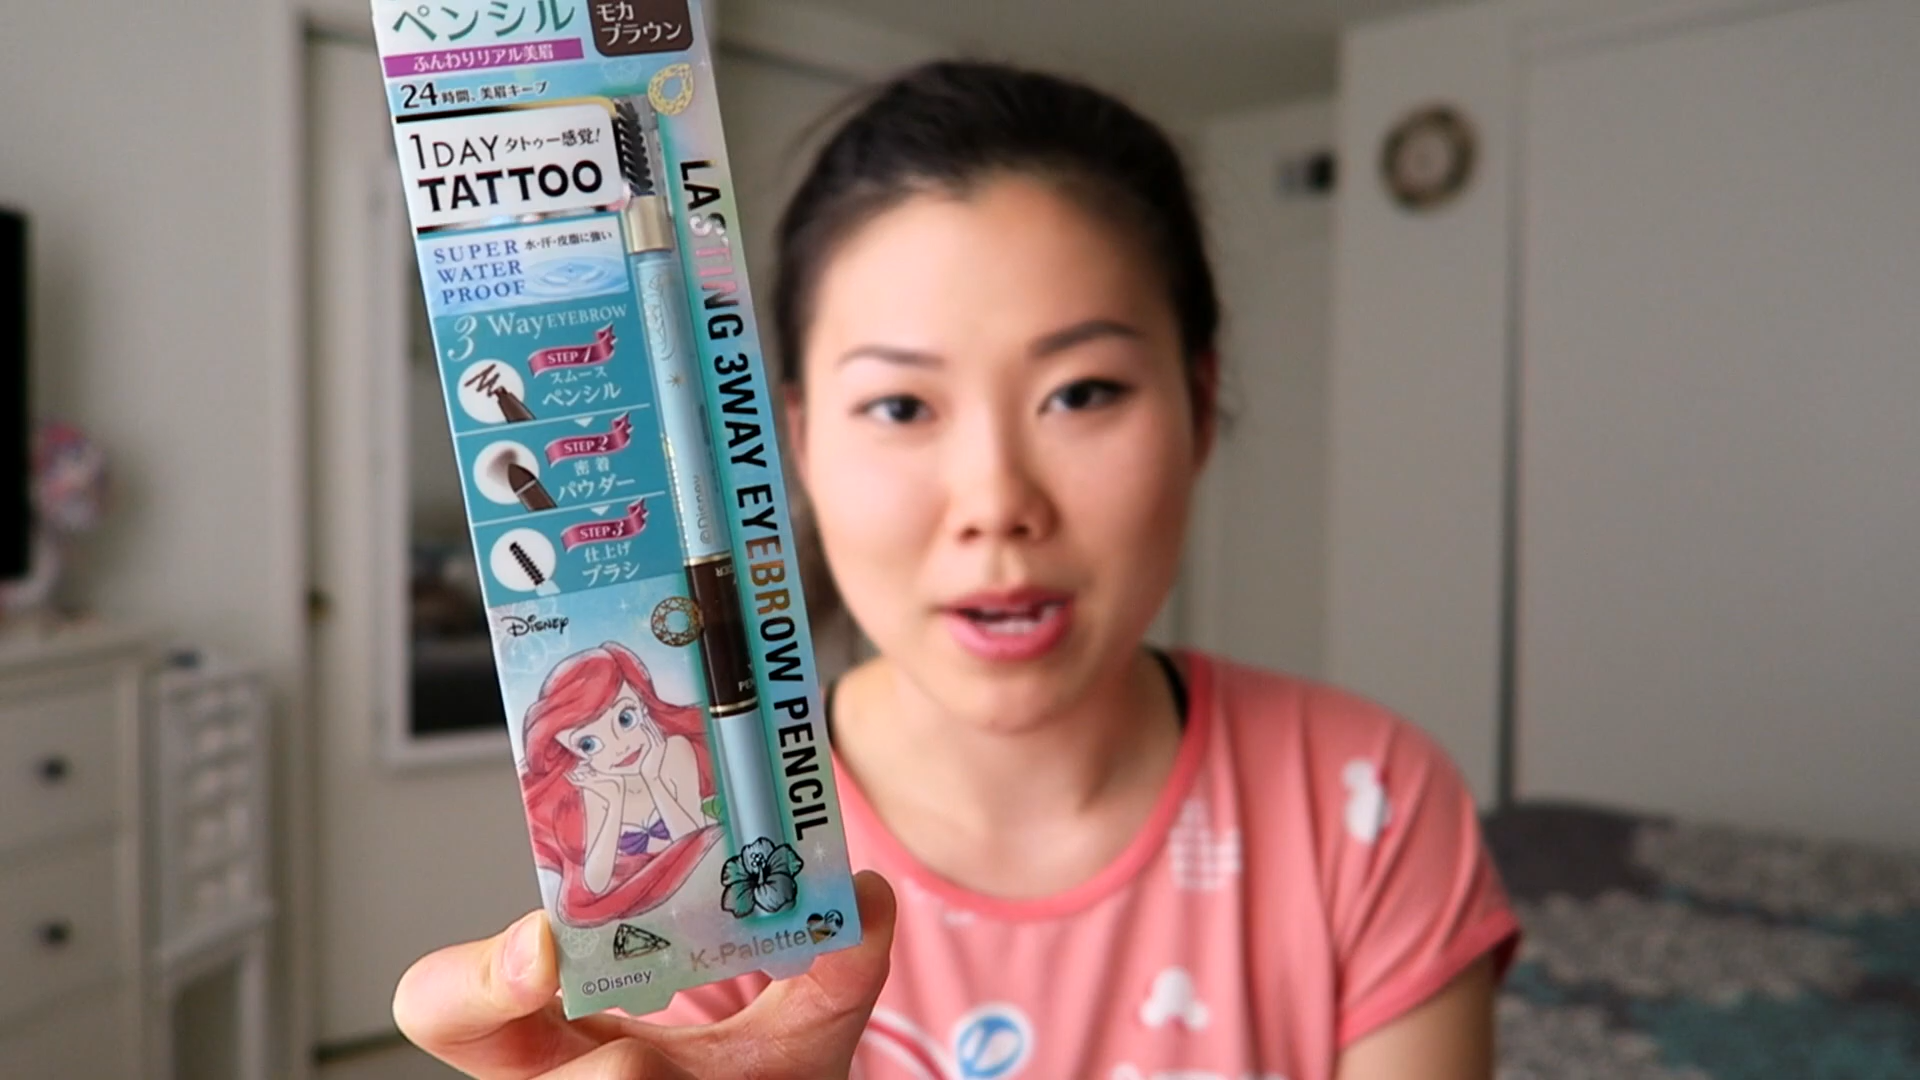 ペンシル
モカ
ブラウン
ふんわりリアル美眉
24時間、美眉キープ
1DAY タトゥー感覚!
TATTOO
SUPER 水・汗・皮脂に強い
WATER
PROOF
3 Way EYEBROW
STEP 1
スムース
ペンシル
STEP 2
密着
パウダー
STEP 3
仕上げ
ブラシ
LASTING 3WAY EYEBROW PENCIL
©Disney
Disney
K-Palette
©Disney